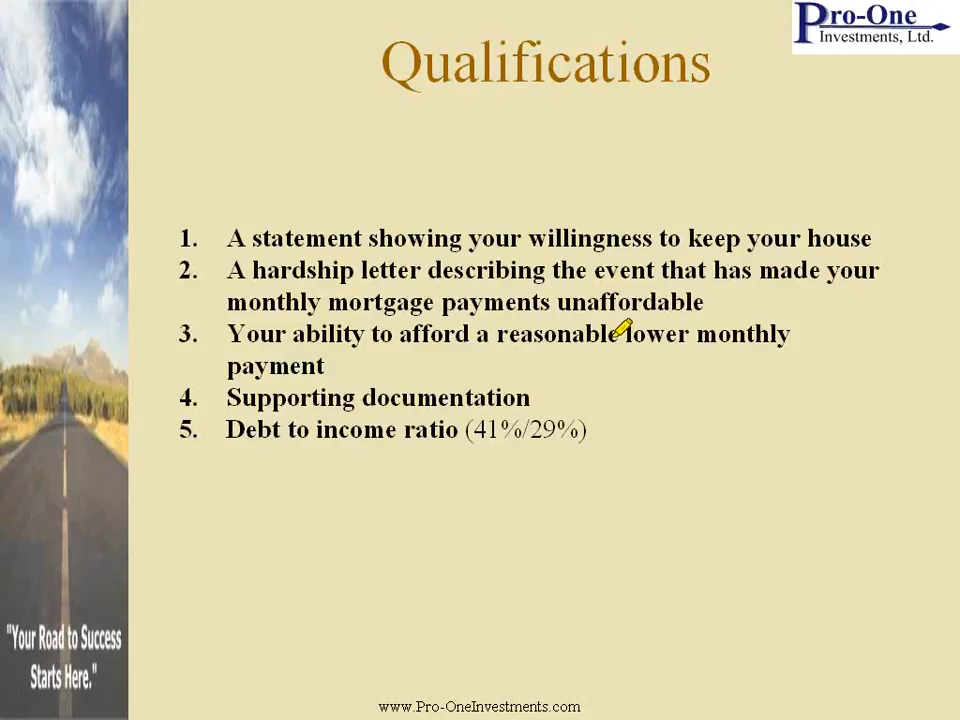 Pro-One
Investments, Ltd.
Qualifications
1. A statement showing your willingness to keep your house
2. A hardship letter describing the event that has made your
monthly mortgage payments unaffordable
3. Your ability to afford a reasonable lower monthly
payment
4. Supporting documentation
5. Debt to income ratio (41%/29%)
"Your Road to Success
Starts Here."
www.Pro-OneInvestments.com